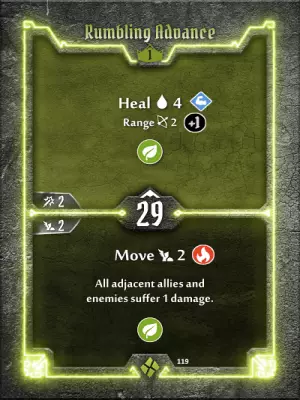 Rumbling Advance
1
Heal 4
Range 2 +1
2
29
2
Move 2
All adjacent allies and
enemies suffer 1 damage.
119